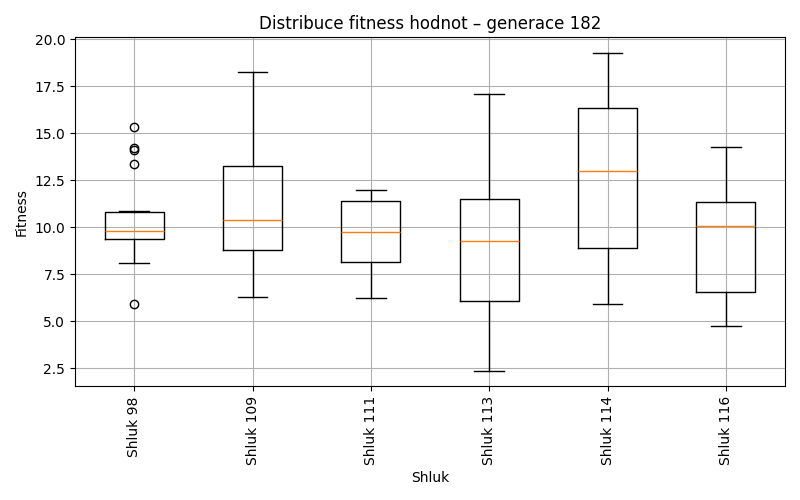 Distribuce fitness hodnot – generace 182
20.0
17.5
15.0
12.5
10.0
7.5
5.0
2.5
Fitness
Shluk 98
Shluk 109
Shluk 111
Shluk 113
Shluk 114
Shluk 116
Shluk